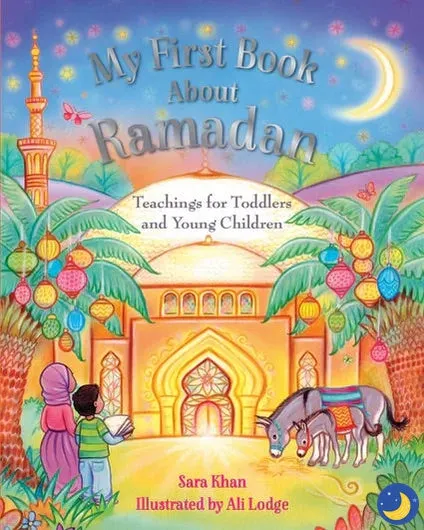 My First Book
About
Ramadan
Teachings for Toddlers
and Young Children
Sara Khan
Illustrated by Ali Lodge